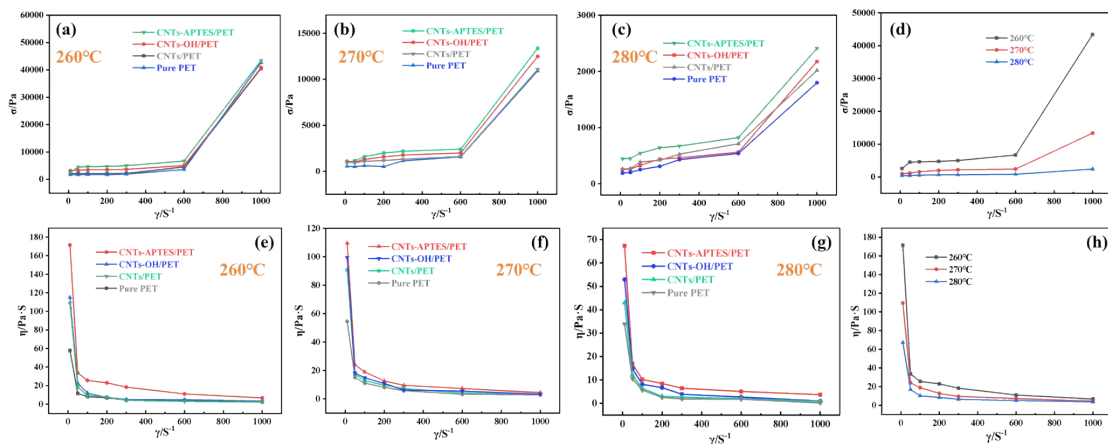 (a)
260°C
CNTs-APTES/PET
CNTs-OH/PET
CNTs/PET
Pure PET
60000
50000
40000
30000
20000
10000
0
σ/Pa
0 200 400 600 800 1000
γ/S⁻¹
(b)
270°C
CNTs-APTES/PET
CNTs-OH/PET
CNTs/PET
Pure PET
15000
10000
5000
0
σ/Pa
0 200 400 600 800 1000
γ/S⁻¹
(c)
280°C
CNTs-APTES/PET
CNTs-OH/PET
CNTs/PET
Pure PET
3000
2000
1000
0
σ/Pa
0 200 400 600 800 1000
γ/S⁻¹
(d)
260°C
270°C
280°C
50000
40000
30000
20000
10000
0
σ/Pa
0 200 400 600 800 1000
γ/S⁻¹
(e)
260°C
CNTs-APTES/PET
CNTs-OH/PET
CNTs/PET
Pure PET
180
160
140
120
100
80
60
40
20
0
η/Pa·S
0 200 400 600 800 1000
γ/S⁻¹
(f)
270°C
CNTs-APTES/PET
CNTs-OH/PET
CNTs/PET
Pure PET
120
100
80
60
40
20
0
η/Pa·S
0 200 400 600 800 1000
γ/S⁻¹
(g)
280°C
CNTs-APTES/PET
CNTs-OH/PET
CNTs/PET
Pure PET
70
60
50
40
30
20
10
0
η/Pa·S
0 200 400 600 800 1000
γ/S⁻¹
(h)
260°C
270°C
280°C
180
160
140
120
100
80
60
40
20
0
η/Pa·S
0 200 400 600 800 1000
γ/S⁻¹